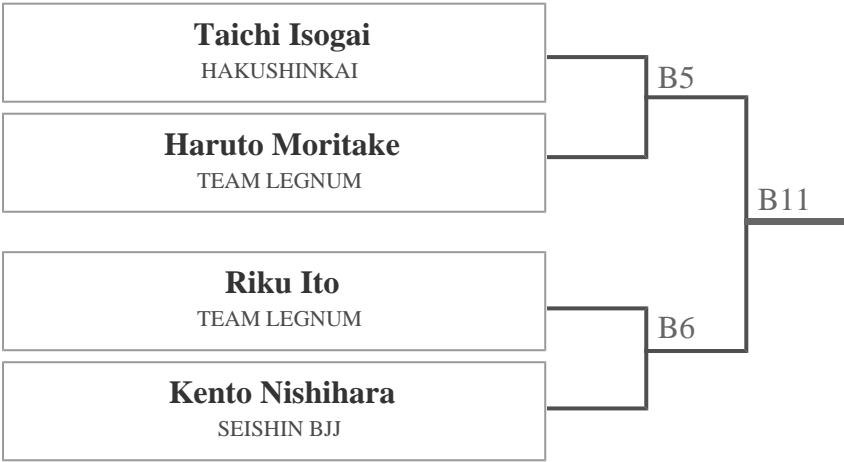 Taichi Isogai
HAKUSHINKAI
B5
Haruto Moritake
TEAM LEGNUM
B11
Riku Ito
TEAM LEGNUM
B6
Kento Nishihara
SEISHIN BJJ